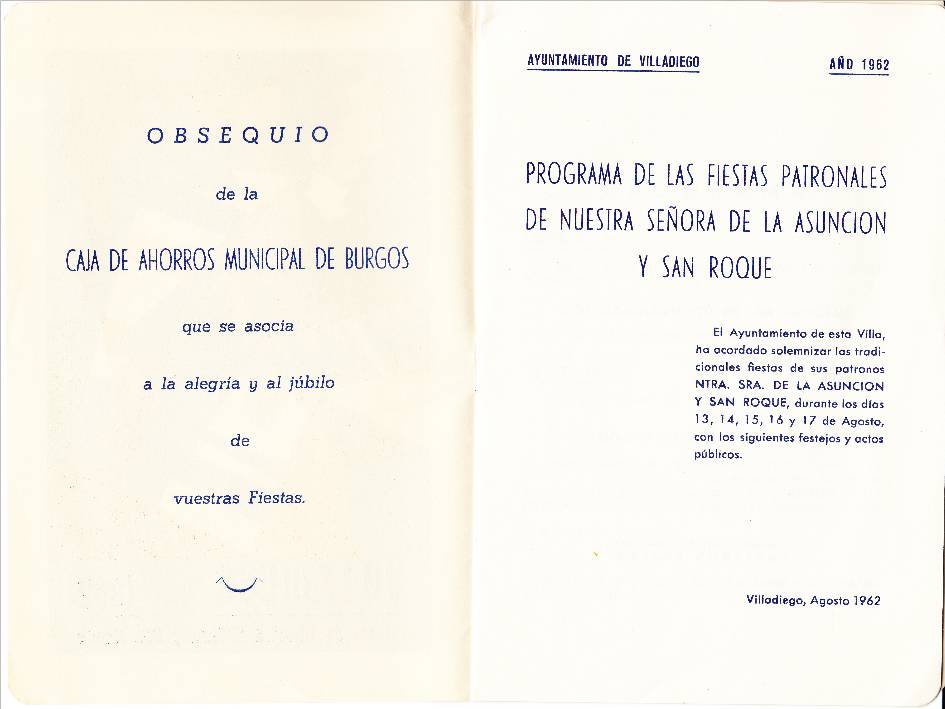 OBSEQUIO
de la
CAJA DE AHORROS MUNICIPAL DE BURGOS
que se asocia
a la alegría y al júbilo
de
vuestras Fiestas.
AYUNTAMIENTO DE VILLADIEGO AÑO 1962
PROGRAMA DE LAS FIESTAS PATRONALES
DE NUESTRA SEÑORA DE LA ASUNCION
Y SAN ROQUE
El Ayuntamiento de esta Villa,
ha acordado solemnizar las tradi-
cionales fiestas de sus patronos
NTRA. SRA. DE LA ASUNCION
Y SAN ROQUE, durante los días
13, 14, 15, 16 y 17 de Agosto,
con los siguientes festejos y actos
públicos.
Villadiego, Agosto 1962